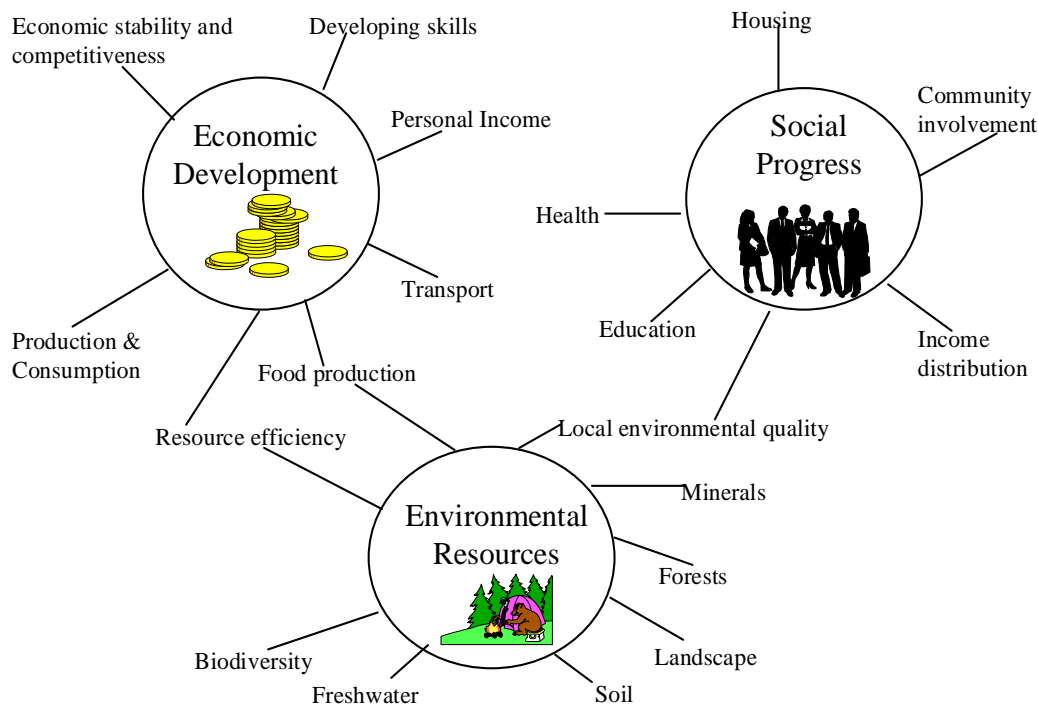 Economic stability and
competitiveness
Developing skills
Personal Income
Economic
Development
Transport
Production &
Consumption
Food production
Resource efficiency
Housing
Community
involvement
Social
Progress
Health
Education
Income
distribution
Local environmental quality
Minerals
Environmental
Resources
Forests
Landscape
Biodiversity
Freshwater
Soil